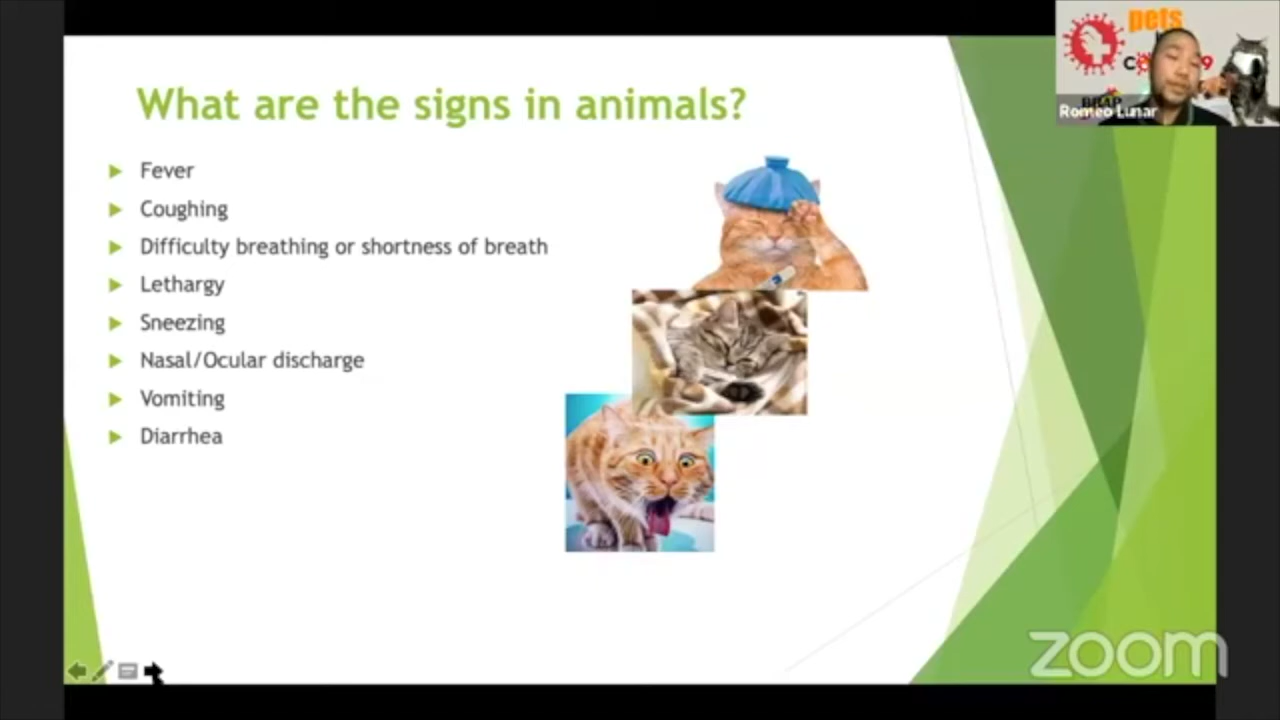 What are the signs in animals?
Fever
Coughing
Difficulty breathing or shortness of breath
Lethargy
Sneezing
Nasal/Ocular discharge
Vomiting
Diarrhea
pets
Romeo Lunar
zoom